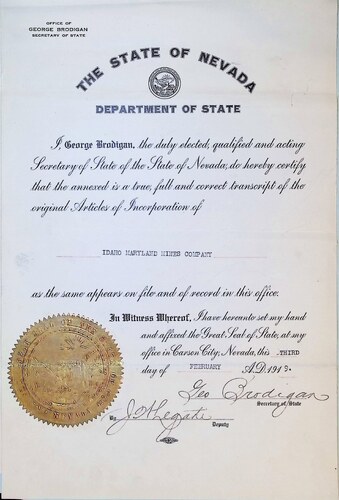 OFFICE OF
GEORGE BRODIGAN
SECRETARY OF STATE
THE STATE OF NEVADA
DEPARTMENT OF STATE
I, George Brodigan, the duly elected, qualified and acting
Secretary of State of the State of Nevada, do hereby certify
that the annexed is a true, full and correct transcript of the
original Articles of Incorporation of
IDAHO MARYLAND MINES COMPANY
as the same appears on file and of record in this office.
In Witness Whereof, I have hereunto set my hand
and affixed the Great Seal of State, at my
office in Carson City, Nevada, this THIRD
day of FEBRUARY A.D. 1913.
Geo Brodigan
Secretary of State
By J W Legate
Deputy